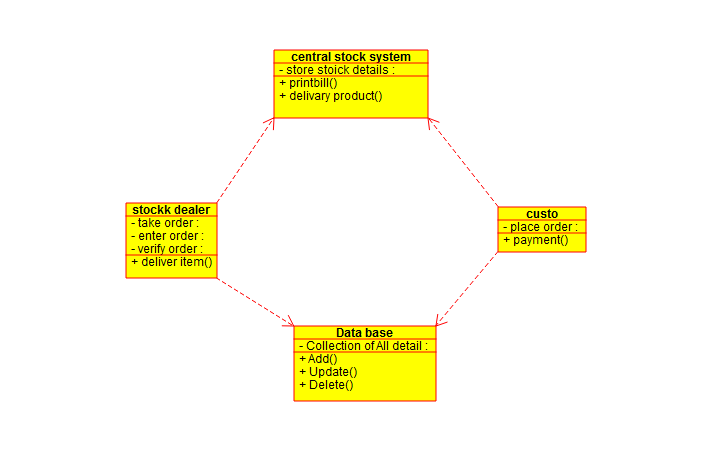 central stock system
- store stoick details :
+ printbill()
+ delivary product()
stockk dealer
- take order :
- enter order :
- verify order :
+ deliver item()
custo
- place order :
+ payment()
Data base
- Collection of All detail :
+ Add()
+ Update()
+ Delete()